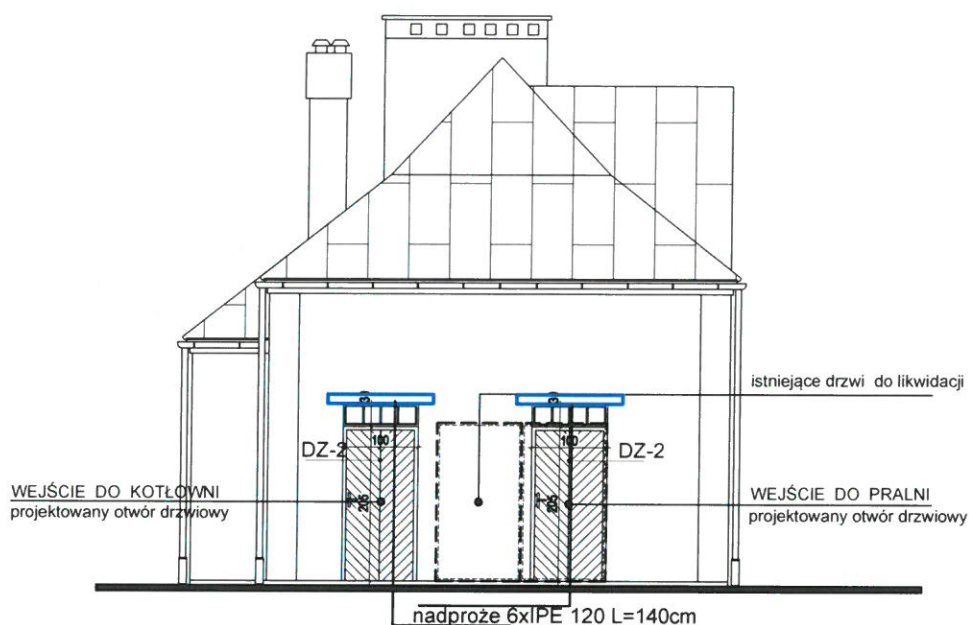 istniejące drzwi do likwidacji
100
100
DZ-2
DZ-2
WEJŚCIE DO KOTŁOWNI
projektowany otwór drzwiowy
205
205
WEJŚCIE DO PRALNI
projektowany otwór drzwiowy
nadproże 6xIPE 120 L=140cm